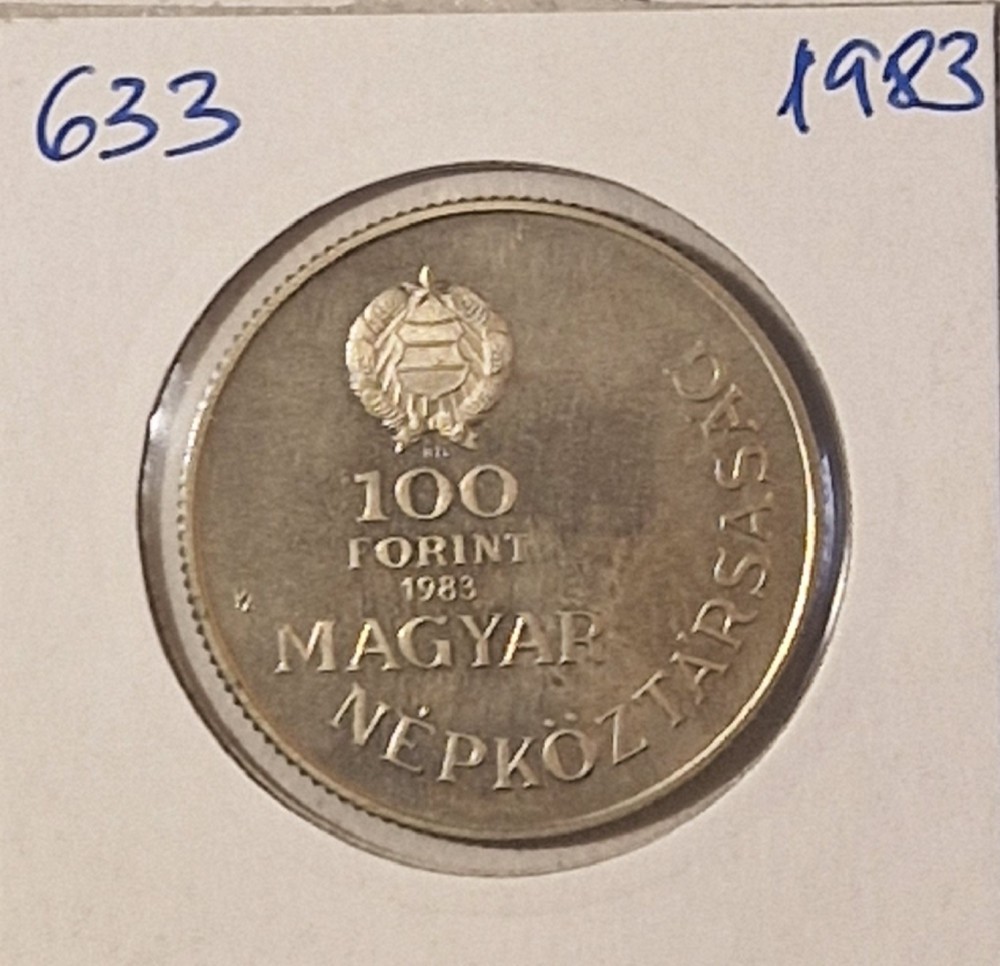 633 1983
100
FORINT
1983
MAGYAR
NÉPKÖZTÁRSASÁG